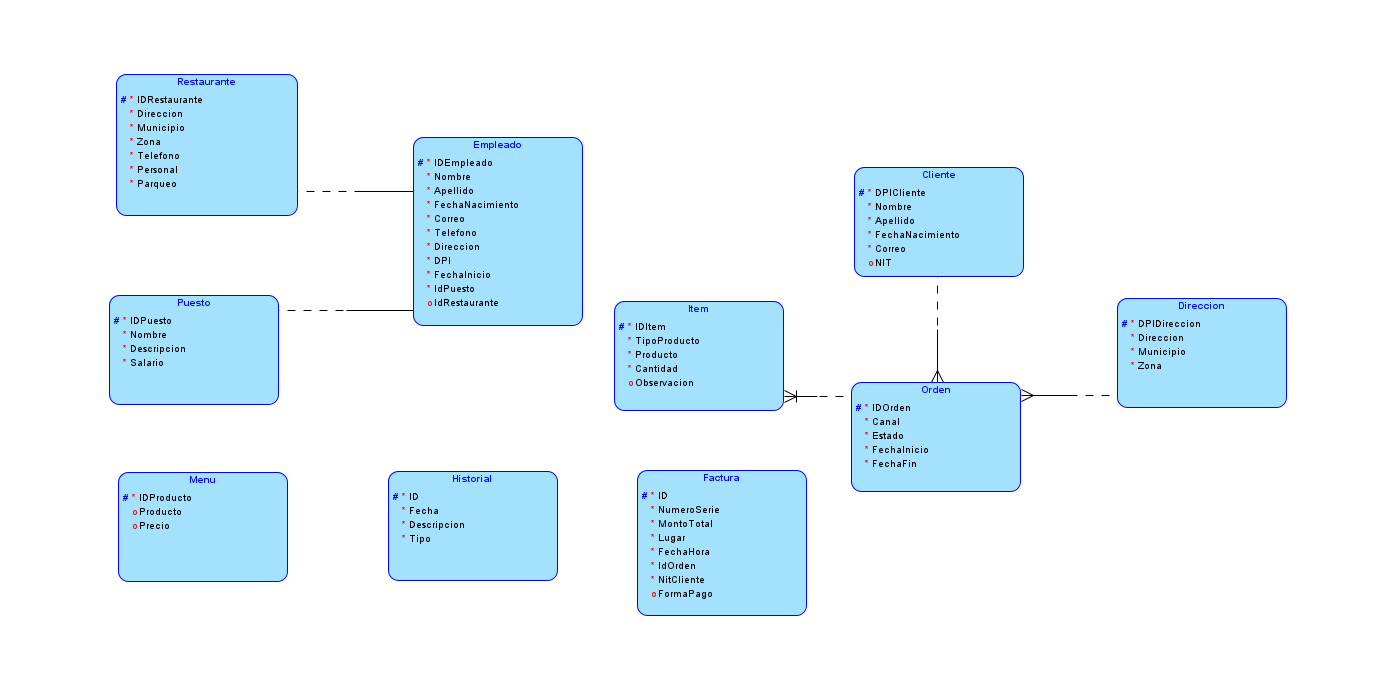 Restaurante
# * IDRestaurante
* Direccion
* Municipio
* Zona
* Telefono
* Personal
* Parqueo
Empleado
# * IDEmpleado
* Nombre
* Apellido
* FechaNacimiento
* Correo
* Telefono
* Direccion
* DPI
* FechaInicio
* IdPuesto
o IdRestaurante
Cliente
# * DPICliente
* Nombre
* Apellido
* FechaNacimiento
* Correo
o NIT
Puesto
# * IDPuesto
* Nombre
* Descripcion
* Salario
Item
# * IDItem
* TipoProducto
* Producto
* Cantidad
o Observacion
Direccion
# * DPIDireccion
* Direccion
* Municipio
* Zona
Orden
# * IDOrden
* Canal
* Estado
* FechaInicio
* FechaFin
Menu
# * IDProducto
o Producto
o Precio
Historial
# * ID
* Fecha
* Descripcion
* Tipo
Factura
# * ID
* NumeroSerie
* MontoTotal
* Lugar
* FechaHora
* IdOrden
* NitCliente
o FormaPago